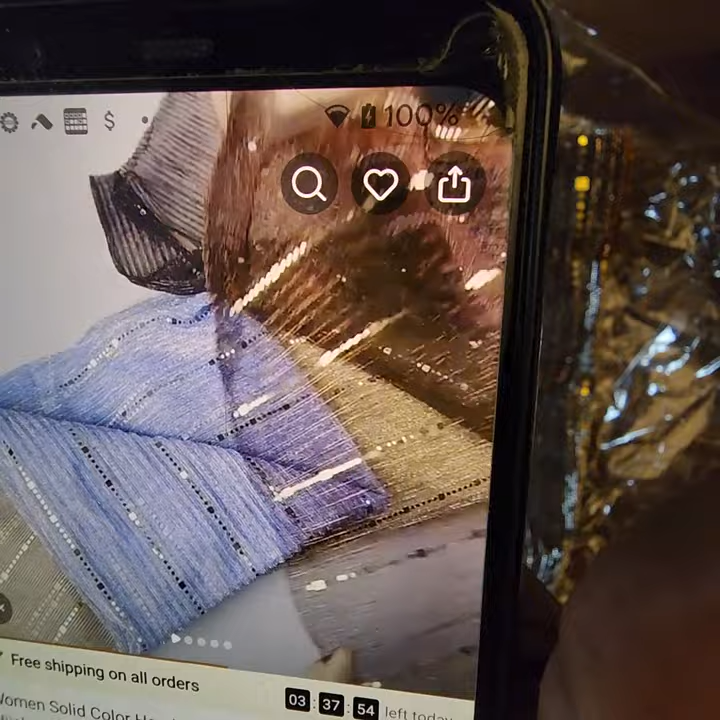 $ 100%
Free shipping on all orders
03 : 37 : 54 left today
Women Solid Color